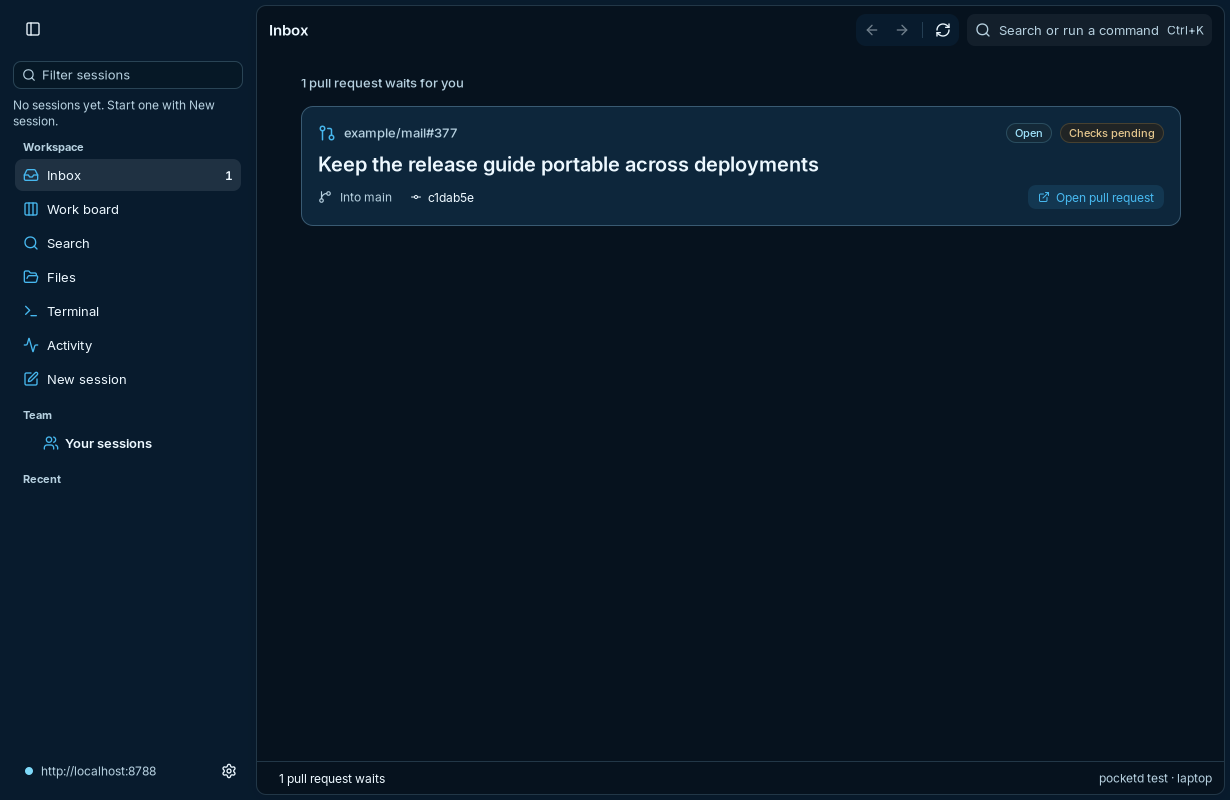 Inbox
Search or run a command Ctrl+K
Filter sessions
No sessions yet. Start one with New
session.
Workspace
Inbox 1
Work board
Search
Files
Terminal
Activity
New session
Team
Your sessions
Recent
http://localhost:8788
1 pull request waits for you
example/mail#377
Open
Checks pending
Keep the release guide portable across deployments
Into main
c1dab5e
Open pull request
1 pull request waits
pocketd test · laptop